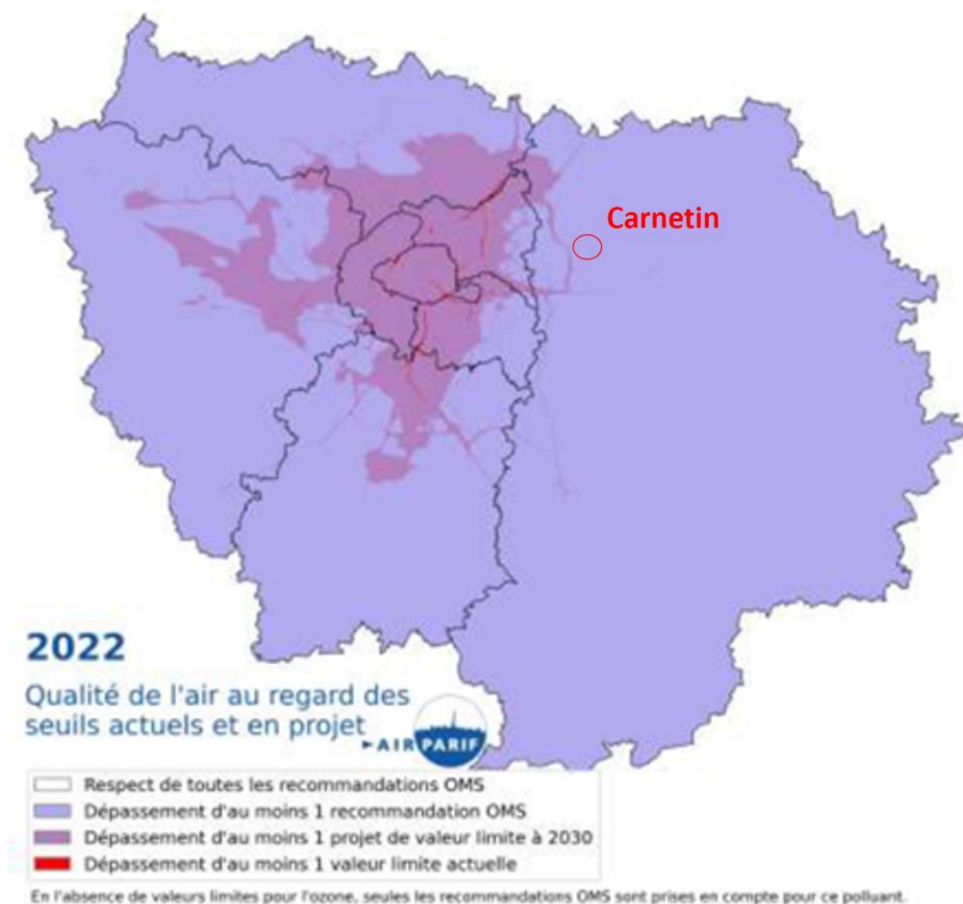 Carnetin
2022
Qualité de l'air au regard des
seuils actuels et en projet
AIRPARIF
Respect de toutes les recommandations OMS
Dépassement d'au moins 1 recommandation OMS
Dépassement d'au moins 1 projet de valeur limite à 2030
Dépassement d'au moins 1 valeur limite actuelle
En l'absence de valeurs limites pour l'ozone, seules les recommandations OMS sont prises en compte pour ce polluant.